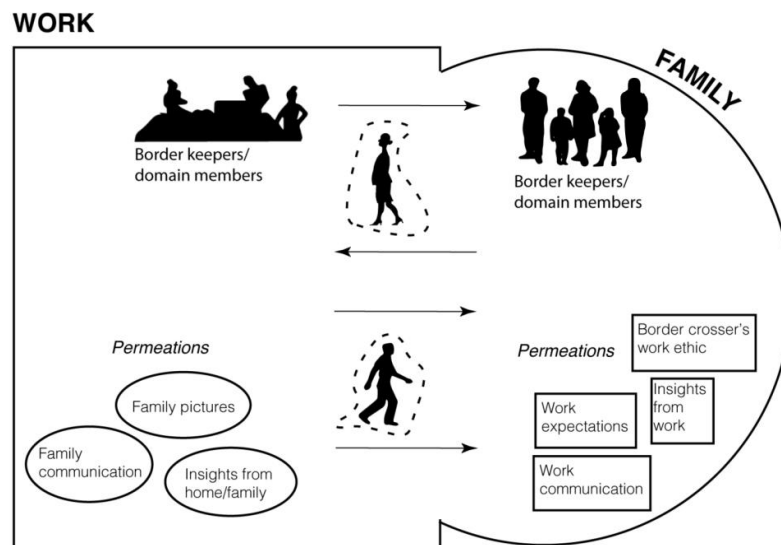 WORK
FAMILY
Border keepers/
domain members
Border keepers/
domain members
Permeations
Family pictures
Family
communication
Insights from
home/family
Permeations
Border crosser's
work ethic
Insights
from
work
Work
expectations
Work
communication